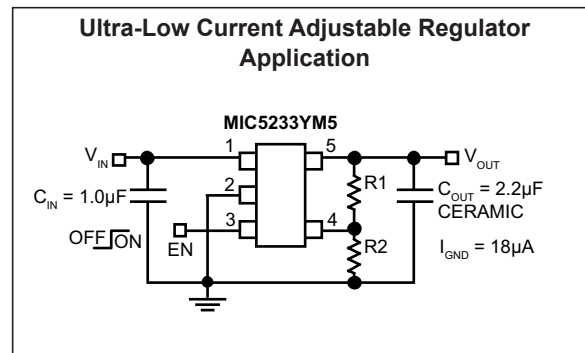 Ultra-Low Current Adjustable Regulator
Application
MIC5233YM5
V_IN
1
5
V_OUT
2
R1
C_IN = 1.0µF
C_OUT = 2.2µF
CERAMIC
3
4
OFF ON
EN
R2
I_GND = 18µA